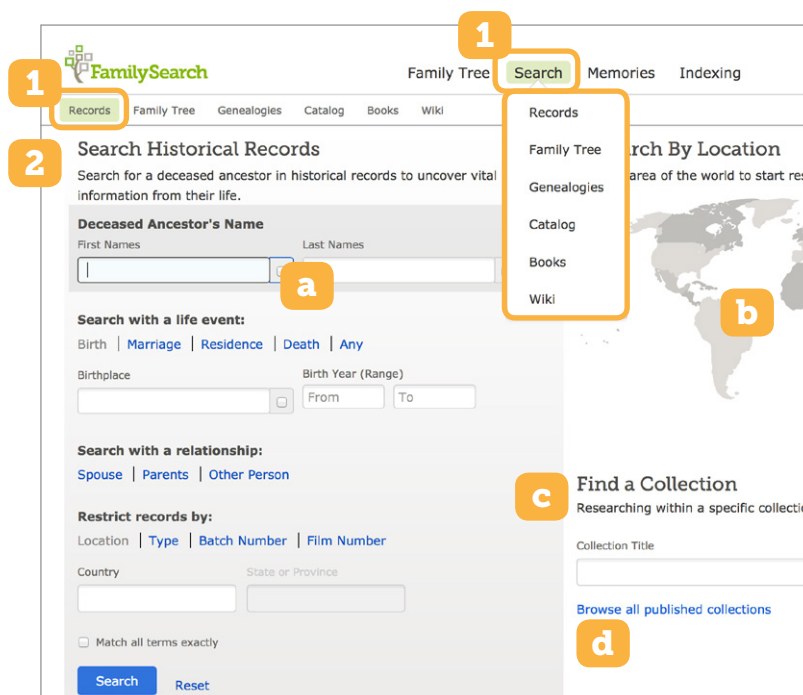 1
FamilySearch
Family Tree Search Memories Indexing
1
Records Family Tree Genealogies Catalog Books Wiki
Records
Family Tree
Genealogies
Catalog
Books
Wiki
2
Search Historical Records
Search for a deceased ancestor in historical records to uncover vital
information from their life.
Deceased Ancestor's Name
First Names Last Names
a
Search with a life event:
Birth | Marriage | Residence | Death | Any
Birthplace Birth Year (Range)
From To
Search with a relationship:
Spouse | Parents | Other Person
Restrict records by:
Location | Type | Batch Number | Film Number
Country State or Province
Match all terms exactly
Search Reset
By Location
area of the world to start
b
c
Find a Collection
Researching within a specific
Collection Title
Browse all published collections
d